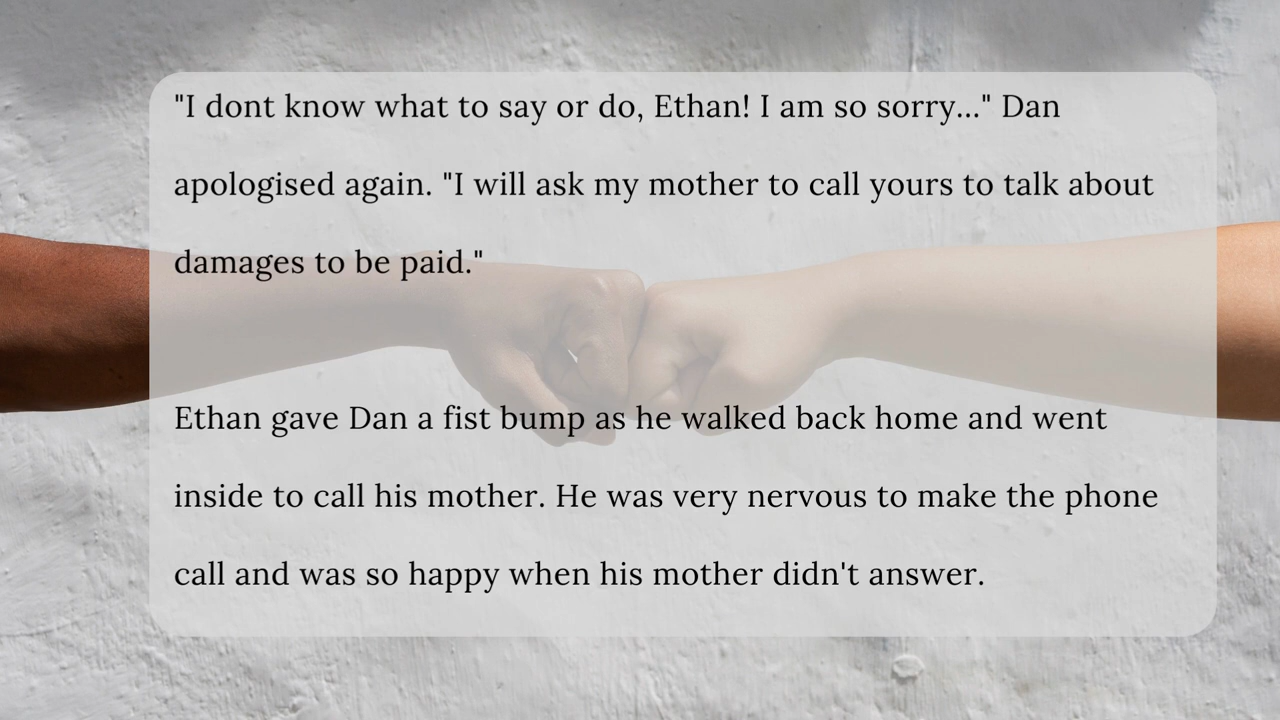 "I dont know what to say or do, Ethan! I am so sorry..." Dan
apologised again. "I will ask my mother to call yours to talk about
damages to be paid."
Ethan gave Dan a fist bump as he walked back home and went
inside to call his mother. He was very nervous to make the phone
call and was so happy when his mother didn't answer.